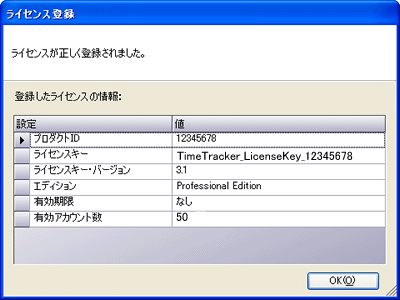 ライセンス登録
ライセンスが正しく登録されました。
登録したライセンスの情報:
設定 値
プロダクトID 12345678
ライセンスキー TimeTracker_LicenseKey_12345678
ライセンスキー・バージョン 3.1
エディション Professional Edition
有効期限 なし
有効アカウント数 50
OK(O)